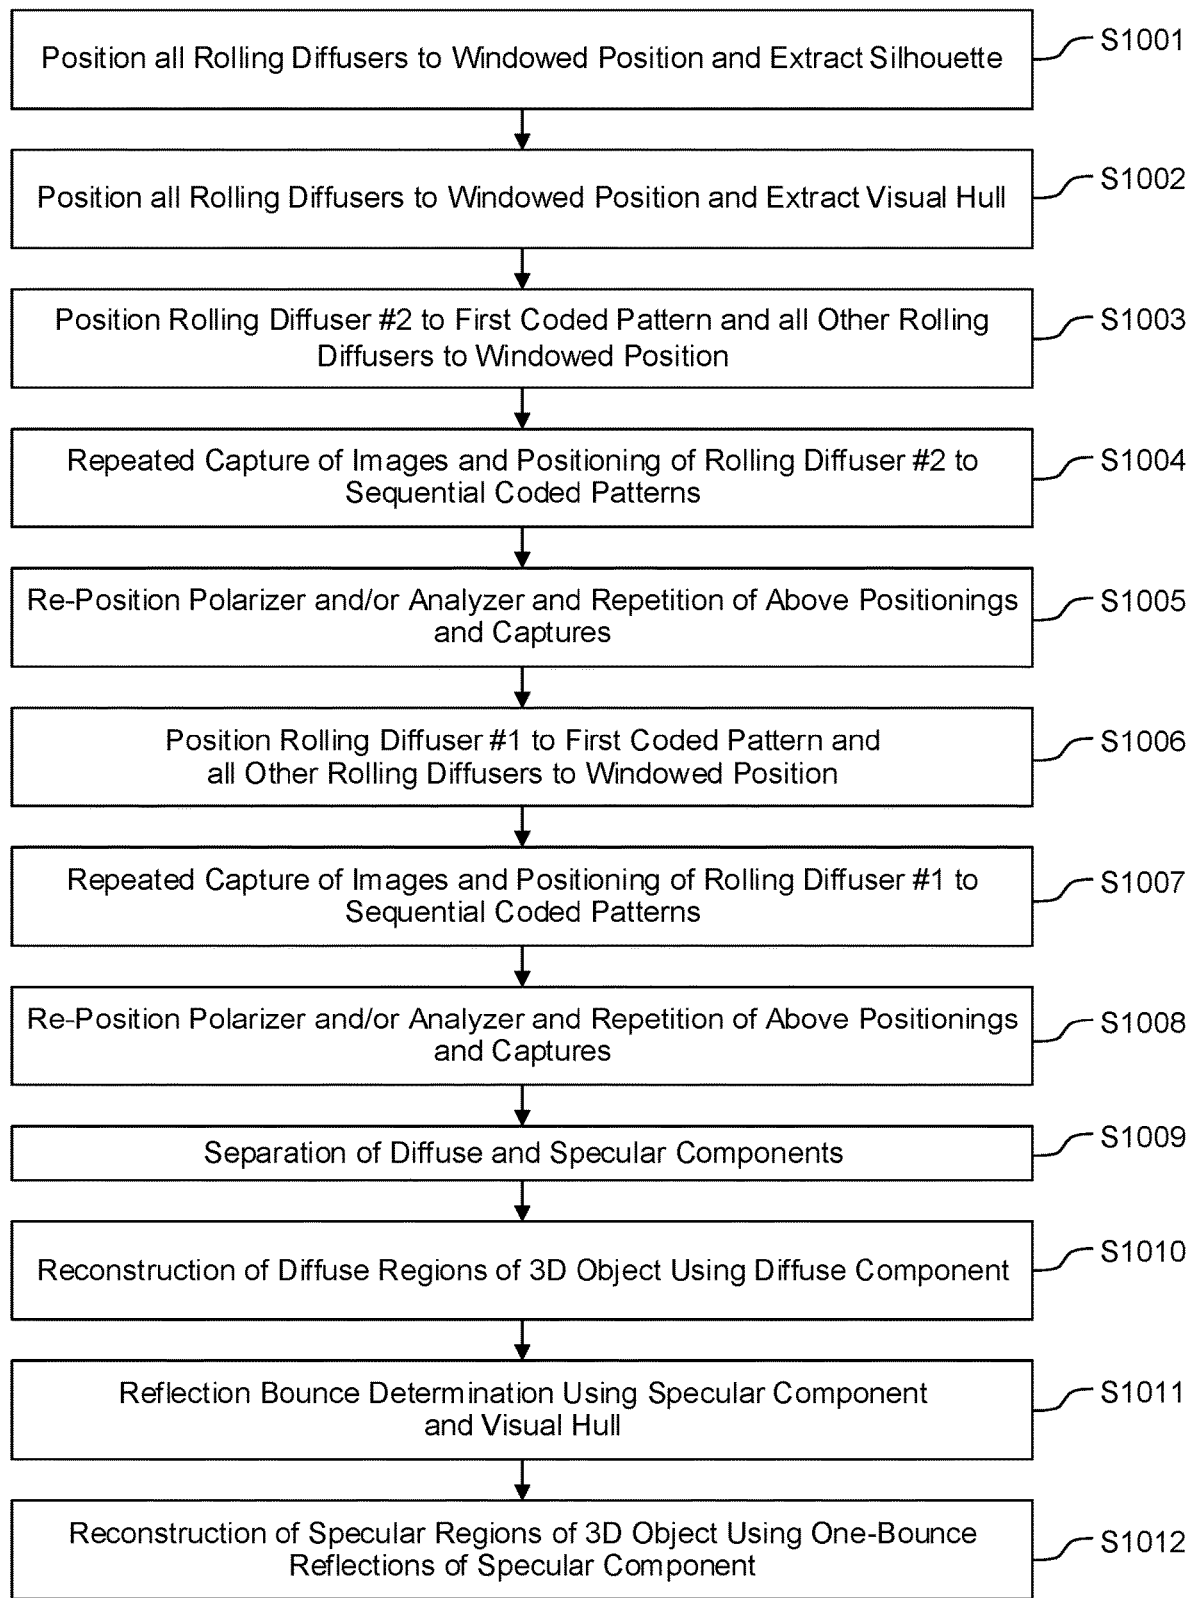 Position all Rolling Diffusers to Windowed Position and Extract Silhouette
S1001
Position all Rolling Diffusers to Windowed Position and Extract Visual Hull
S1002
Position Rolling Diffuser #2 to First Coded Pattern and all Other Rolling
Diffusers to Windowed Position
S1003
Repeated Capture of Images and Positioning of Rolling Diffuser #2 to
Sequential Coded Patterns
S1004
Re-Position Polarizer and/or Analyzer and Repetition of Above Positionings
and Captures
S1005
Position Rolling Diffuser #1 to First Coded Pattern and
all Other Rolling Diffusers to Windowed Position
S1006
Repeated Capture of Images and Positioning of Rolling Diffuser #1 to
Sequential Coded Patterns
S1007
Re-Position Polarizer and/or Analyzer and Repetition of Above Positionings
and Captures
S1008
Separation of Diffuse and Specular Components
S1009
Reconstruction of Diffuse Regions of 3D Object Using Diffuse Component
S1010
Reflection Bounce Determination Using Specular Component
and Visual Hull
S1011
Reconstruction of Specular Regions of 3D Object Using One-Bounce
Reflections of Specular Component
S1012